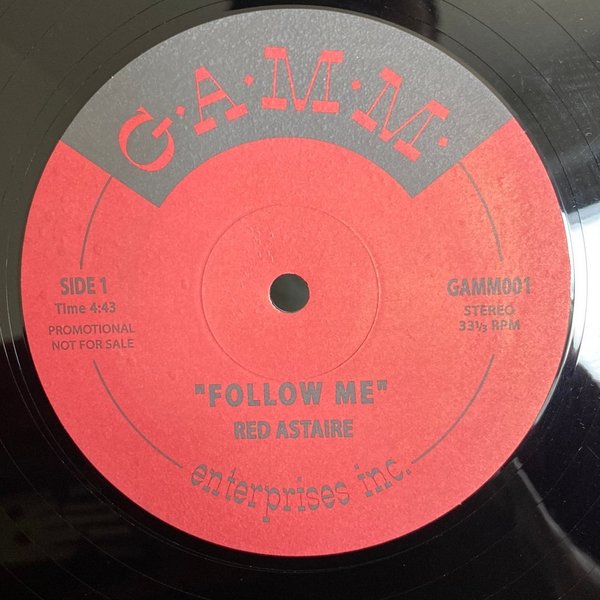 G·A·M·M·
SIDE 1
Time 4:43
PROMOTIONAL
NOT FOR SALE
GAMM001
STEREO
33⅓ RPM
"FOLLOW ME"
RED ASTAIRE
enterprises inc.